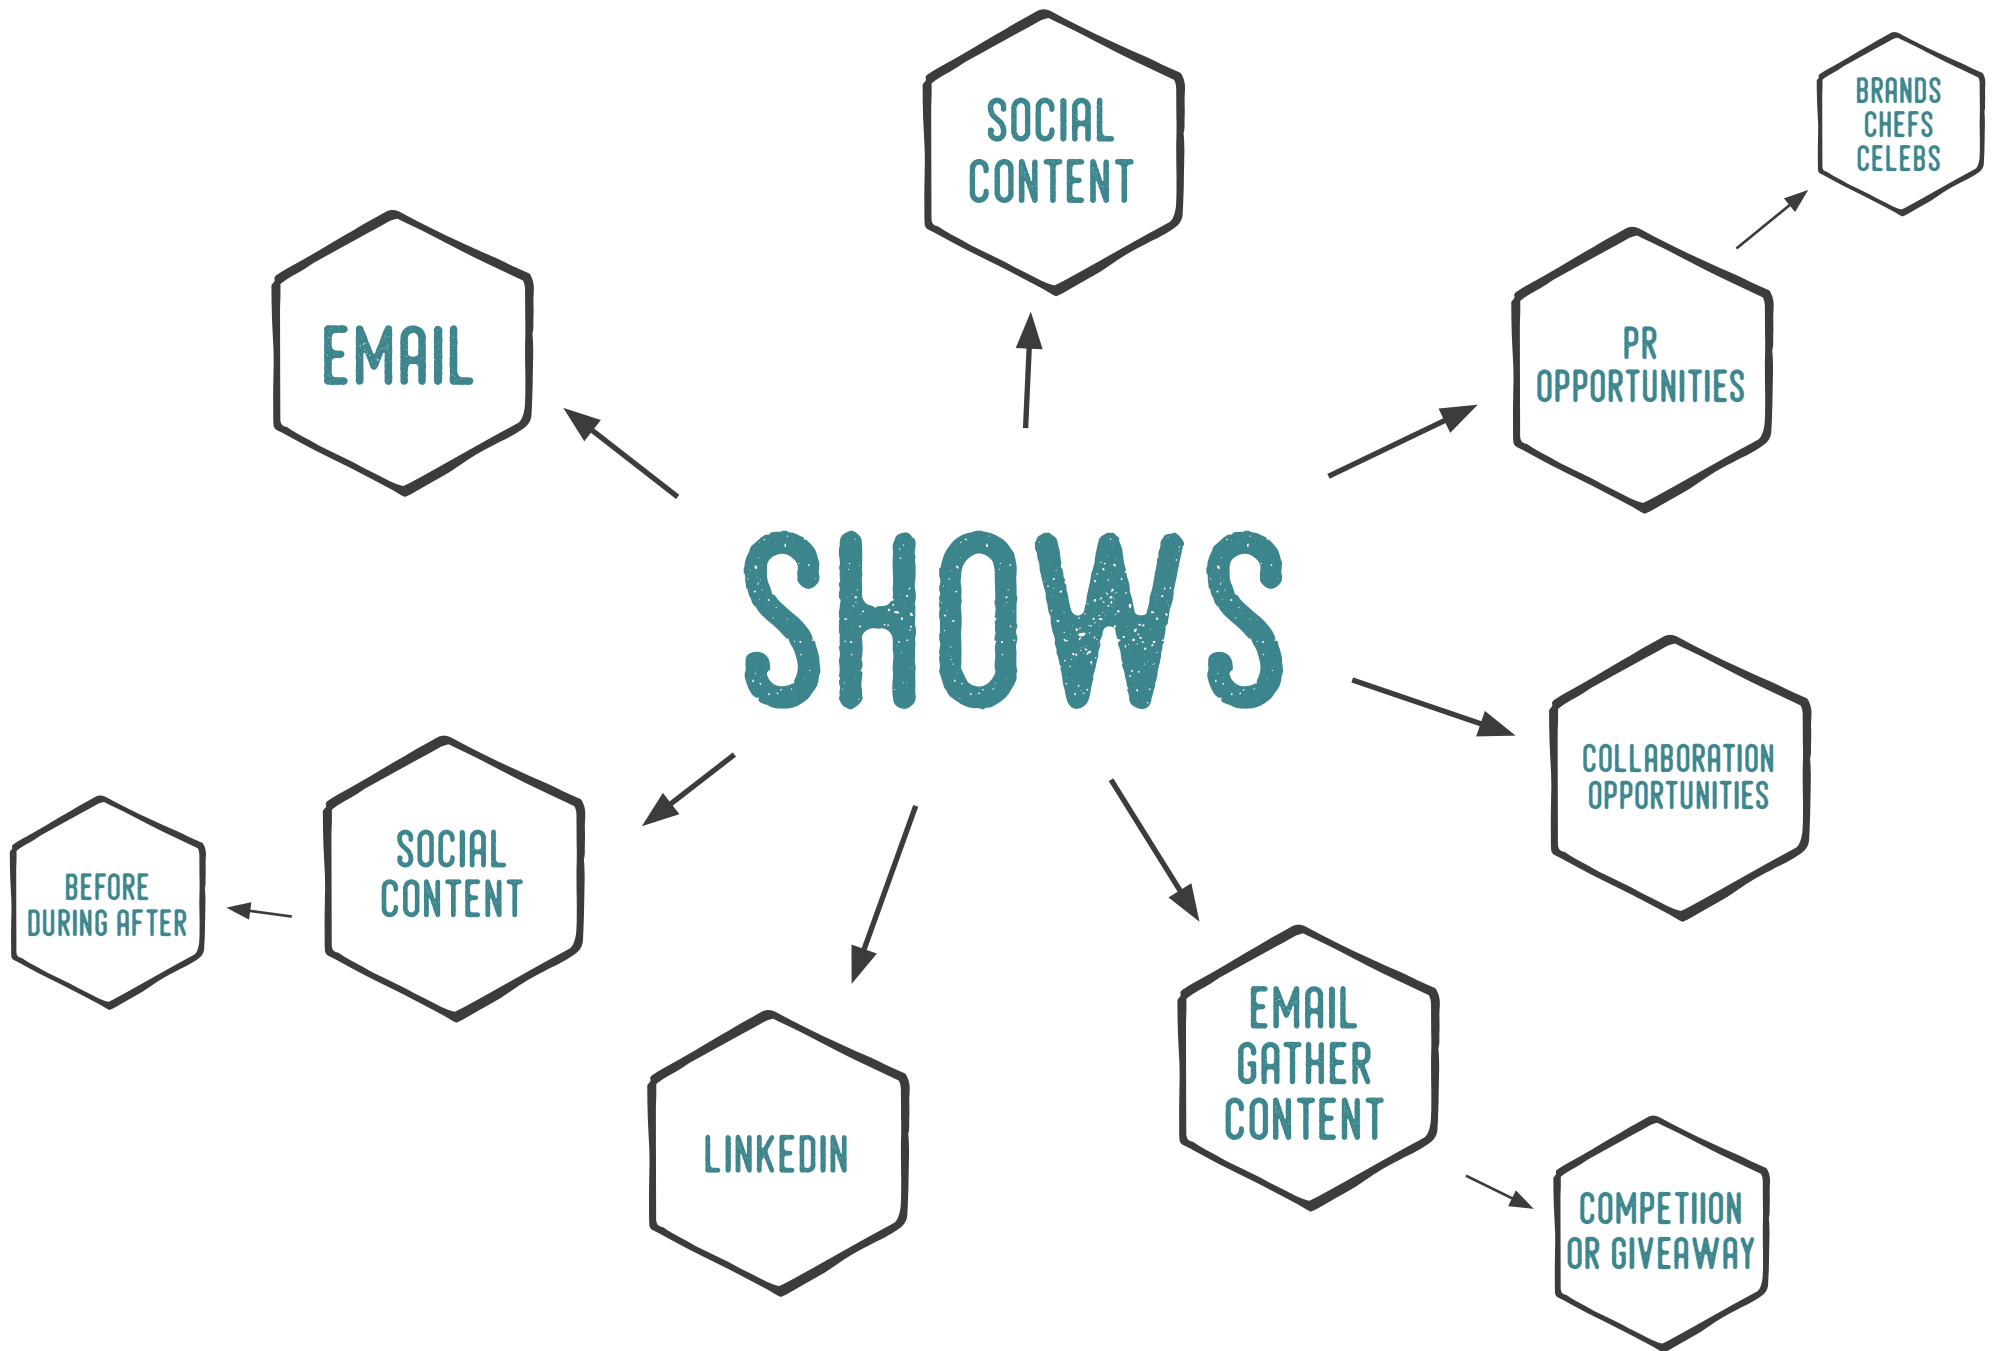 SOCIAL
CONTENT
BRANDS
CHEFS
CELEBS
EMAIL
PR
OPPORTUNITIES
SHOWS
COLLABORATION
OPPORTUNITIES
SOCIAL
CONTENT
BEFORE
DURING AFTER
LINKEDIN
EMAIL
GATHER
CONTENT
COMPETIION
OR GIVEAWAY